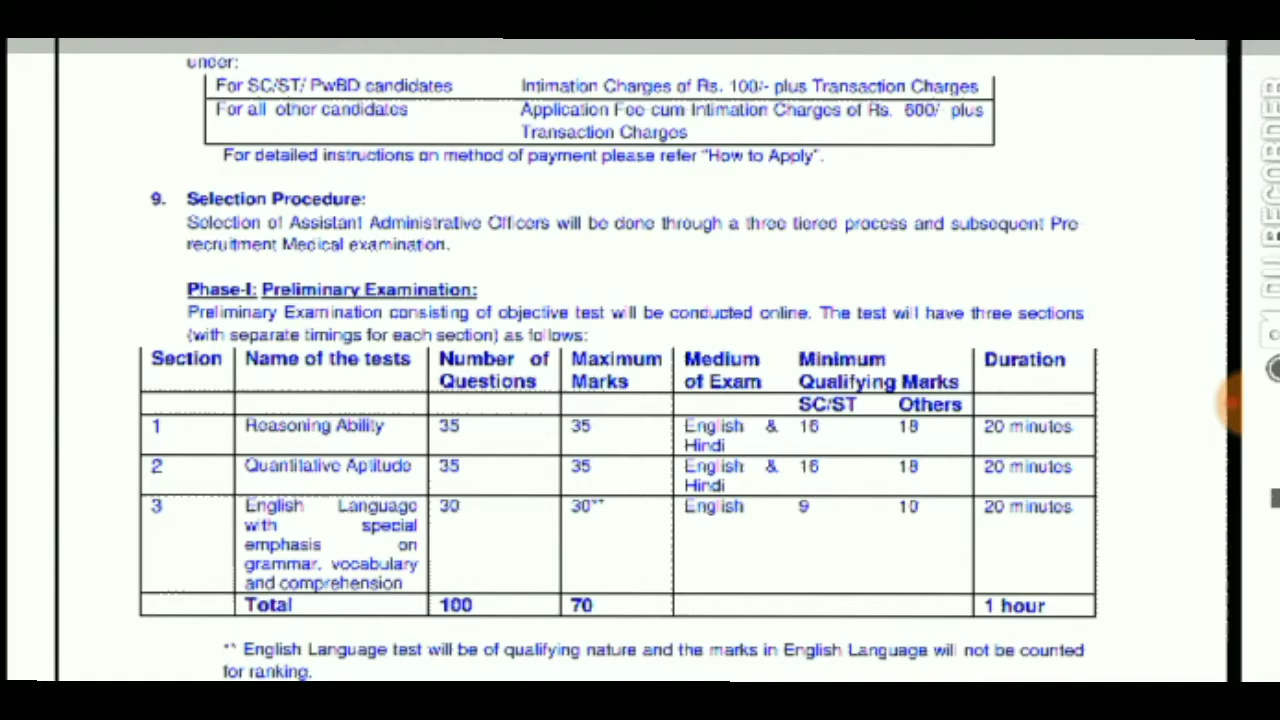 under:
For SC/ST/ PwBD candidates Intimation Charges of Rs. 100/- plus Transaction Charges
For all other candidates Application Fee-cum-Intimation Charges of Rs. 600/- plus
Transaction Charges
For detailed instructions on method of payment please refer "How to Apply".
9. Selection Procedure:
Selection of Assistant Administrative Officers will be done through a three tiered process and subsequent Pre-
recruitment Medical examination.
Phase-I: Preliminary Examination:
Preliminary Examination consisting of objective test will be conducted online. The test will have three sections
(with separate timings for each section) as follows:
Section Name of the tests Number of Maximum Medium Minimum Duration
Questions Marks of Exam Qualifying Marks
SC/ST Others
1 Reasoning Ability 35 35 English & 16 18 20 minutes
Hindi
2 Quantitative Aptitude 35 35 English & 16 18 20 minutes
Hindi
3 English Language 30 30** English 9 10 20 minutes
with special
emphasis on
grammar, vocabulary
and comprehension
Total 100 70 1 hour
** English Language test will be of qualifying nature and the marks in English Language will not be counted
for ranking.
RECORDER